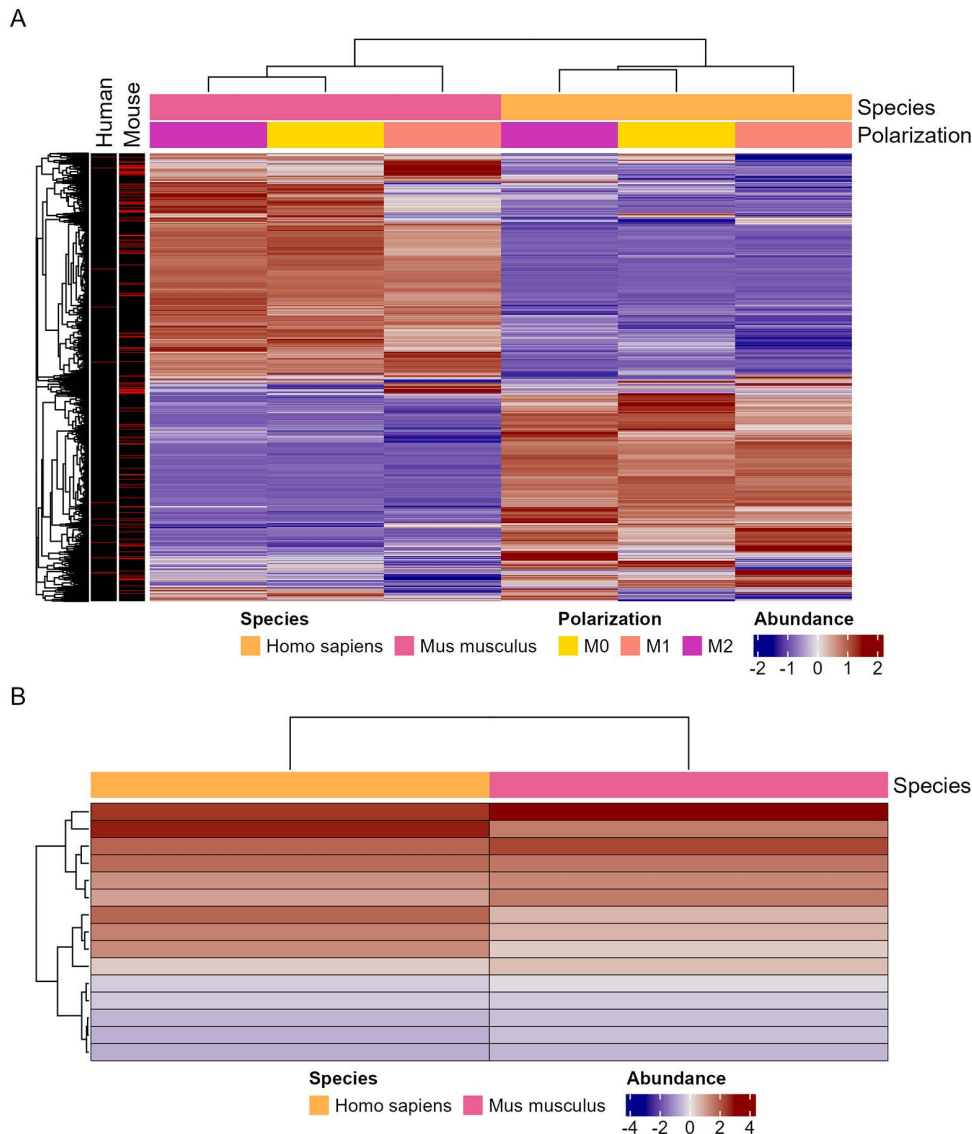 A
Human
Mouse
Species
Polarization
Species Polarization Abundance
Homo sapiens Mus musculus M0 M1 M2
-2 -1 0 1 2
B
Species
Species Abundance
Homo sapiens Mus musculus
-4 -2 0 2 4